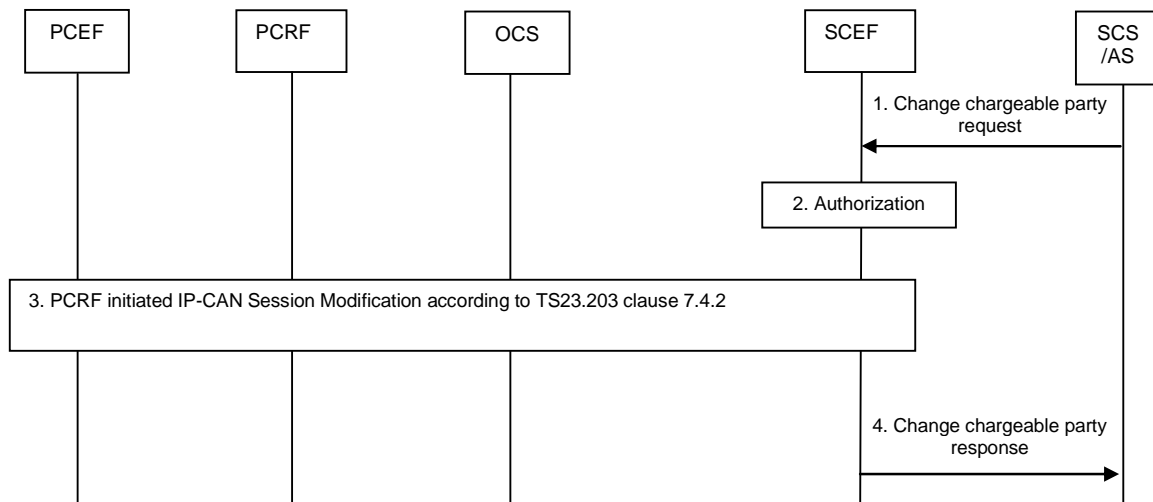 PCEF
PCRF
OCS
SCEF
SCS
/AS
1. Change chargeable party
request
2. Authorization
3. PCRF initiated IP-CAN Session Modification according to TS23.203 clause 7.4.2
4. Change chargeable party
response